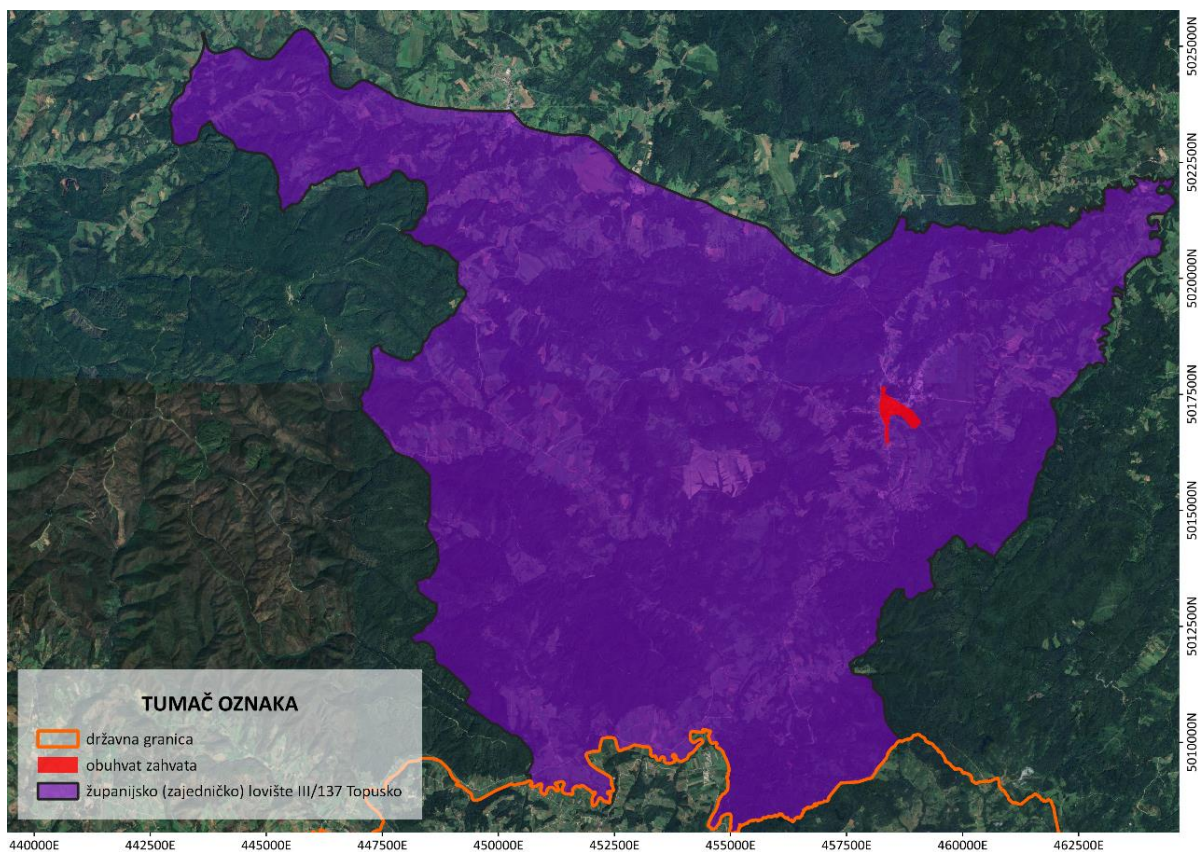 5025000N
5022500N
5020000N
5017500N
5015000N
5012500N
5010000N
TUMAČ OZNAKA
državna granica
obuhvat zahvata
županijsko (zajedničko) lovište III/137 Topusko
440000E 442500E 445000E 447500E 450000E 452500E 455000E 457500E 460000E 462500E